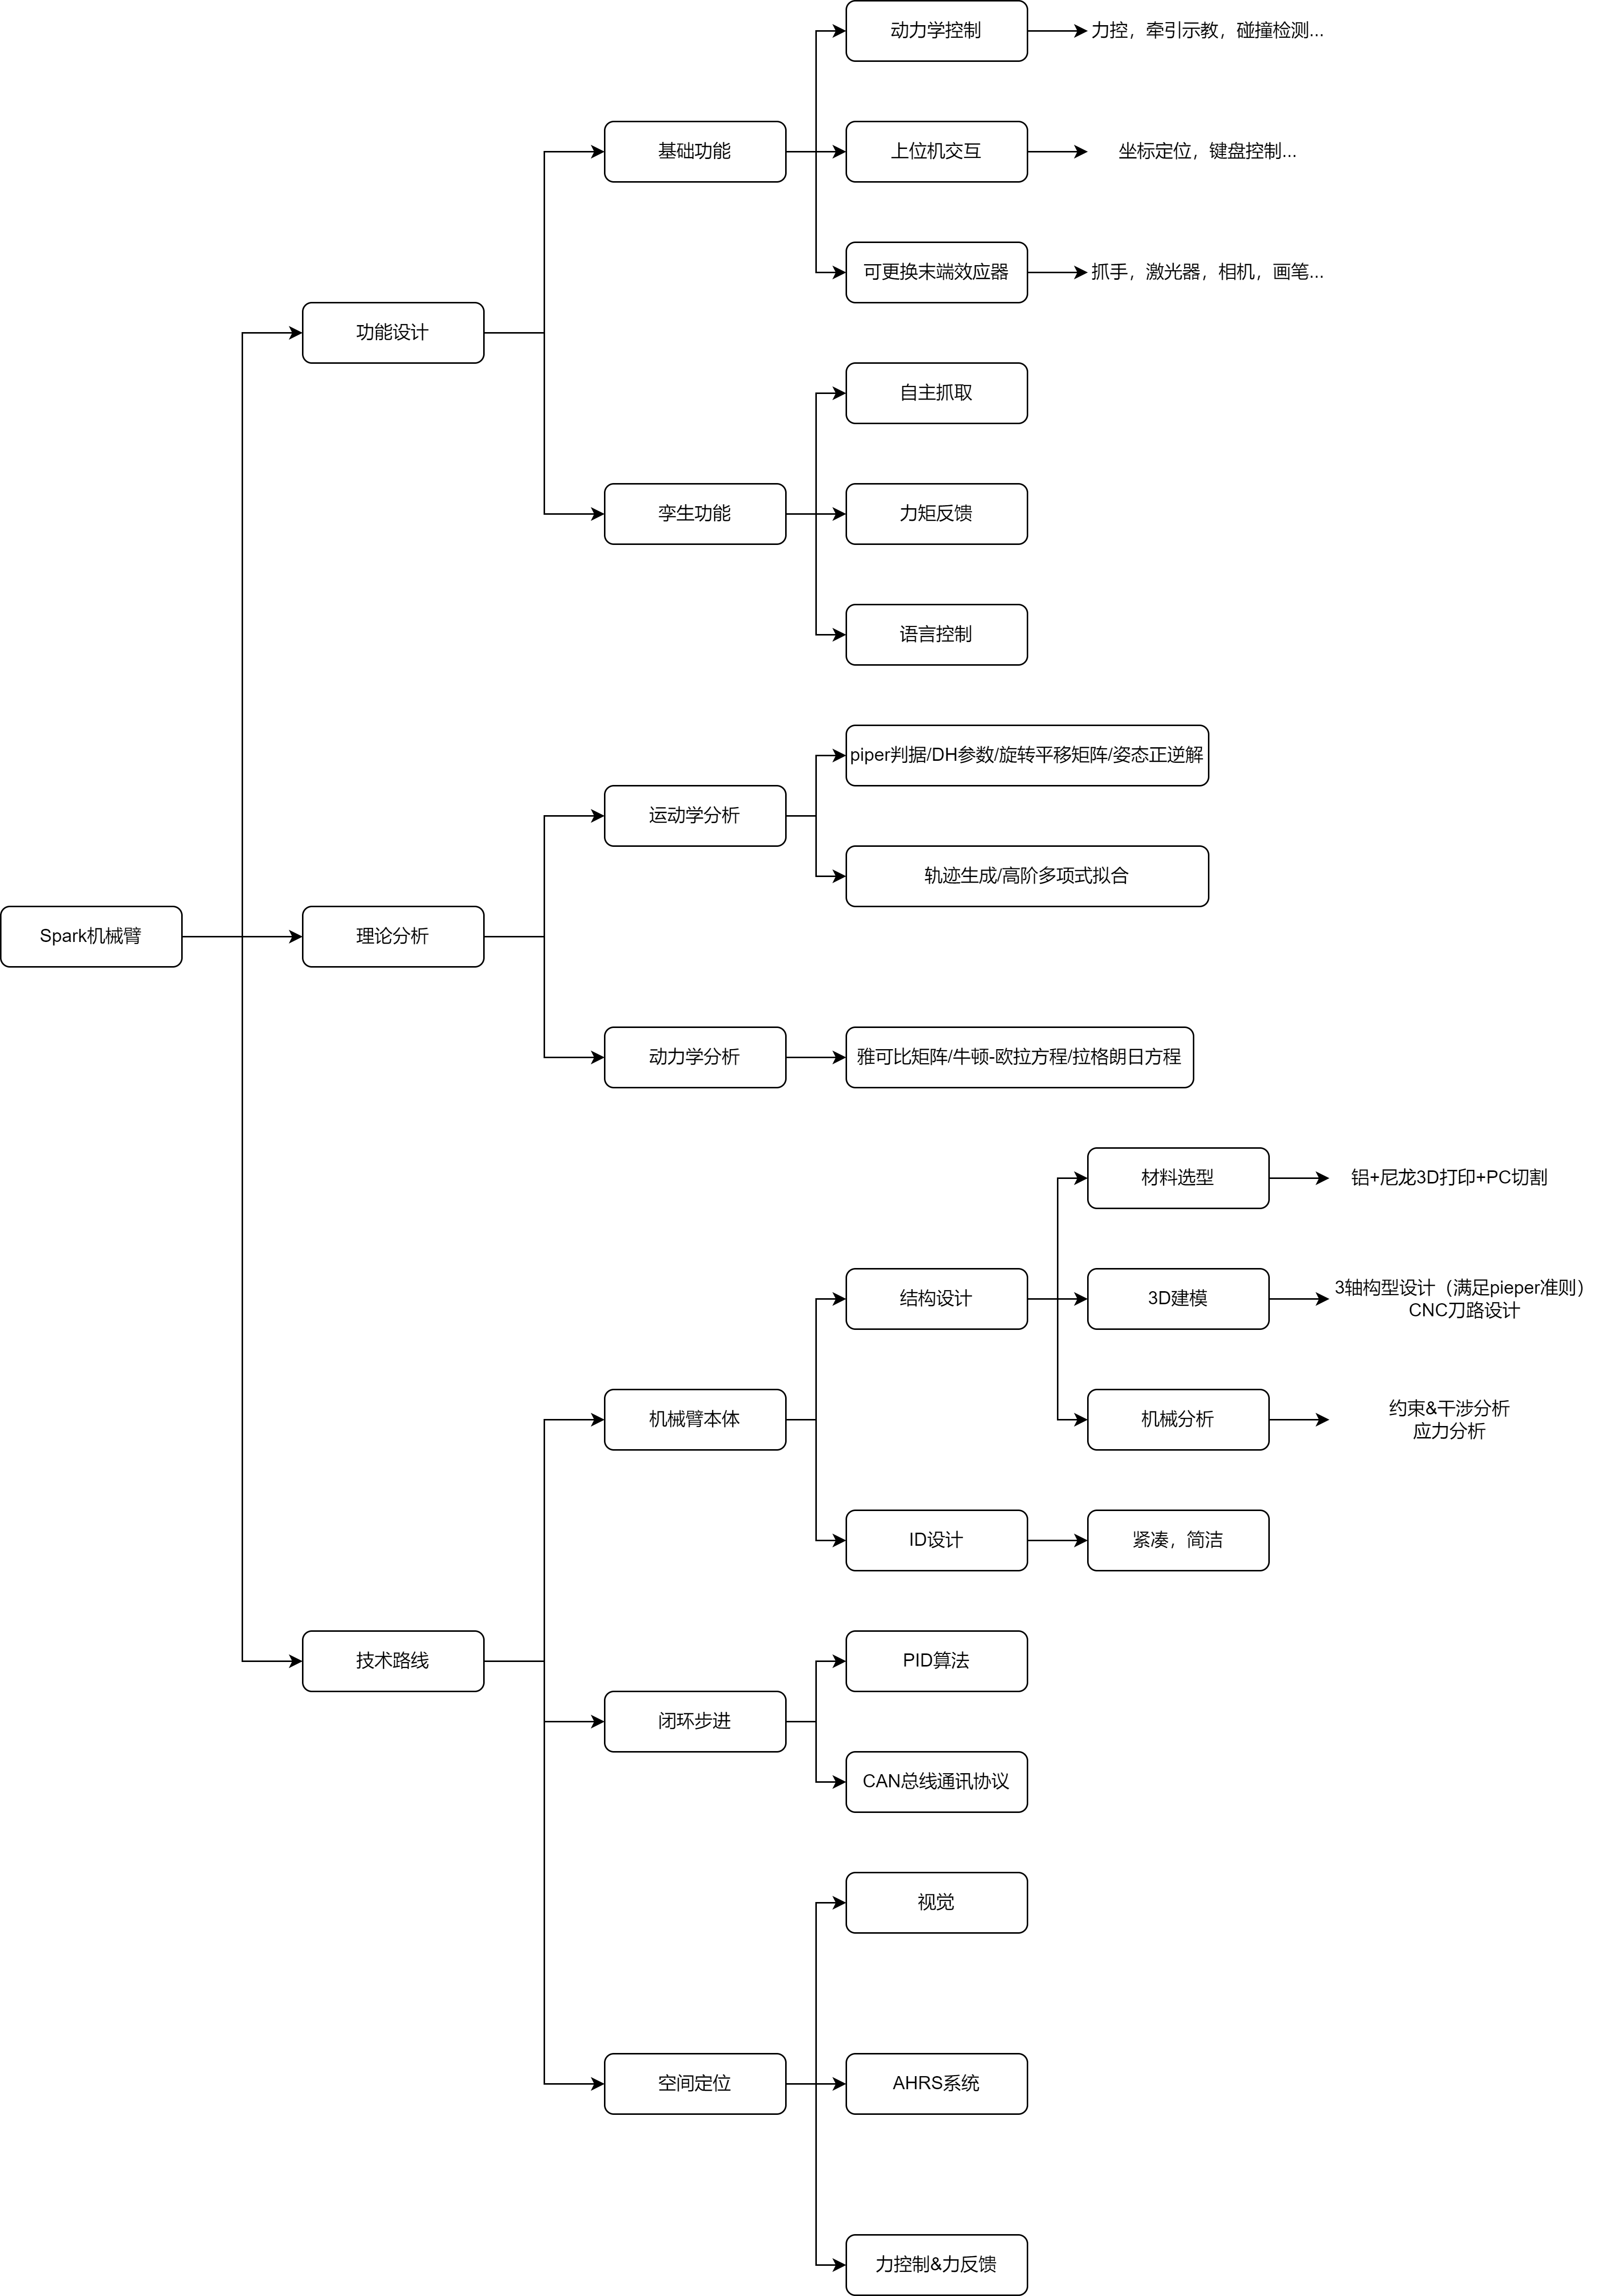 动力学控制
力控，牵引示教，碰撞检测...
基础功能
上位机交互
坐标定位，键盘控制...
可更换末端效应器
抓手，激光器，相机，画笔...
功能设计
自主抓取
孪生功能
力矩反馈
语言控制
piper判据/DH参数/旋转平移矩阵/姿态正逆解
运动学分析
轨迹生成/高阶多项式拟合
Spark机械臂
理论分析
动力学分析
雅可比矩阵/牛顿-欧拉方程/拉格朗日方程
材料选型
铝+尼龙3D打印+PC切割
结构设计
3D建模
3轴构型设计（满足pieper准则）
CNC刀路设计
机械臂本体
机械分析
约束&干涉分析
应力分析
ID设计
紧凑，简洁
技术路线
PID算法
闭环步进
CAN总线通讯协议
视觉
空间定位
AHRS系统
力控制&力反馈